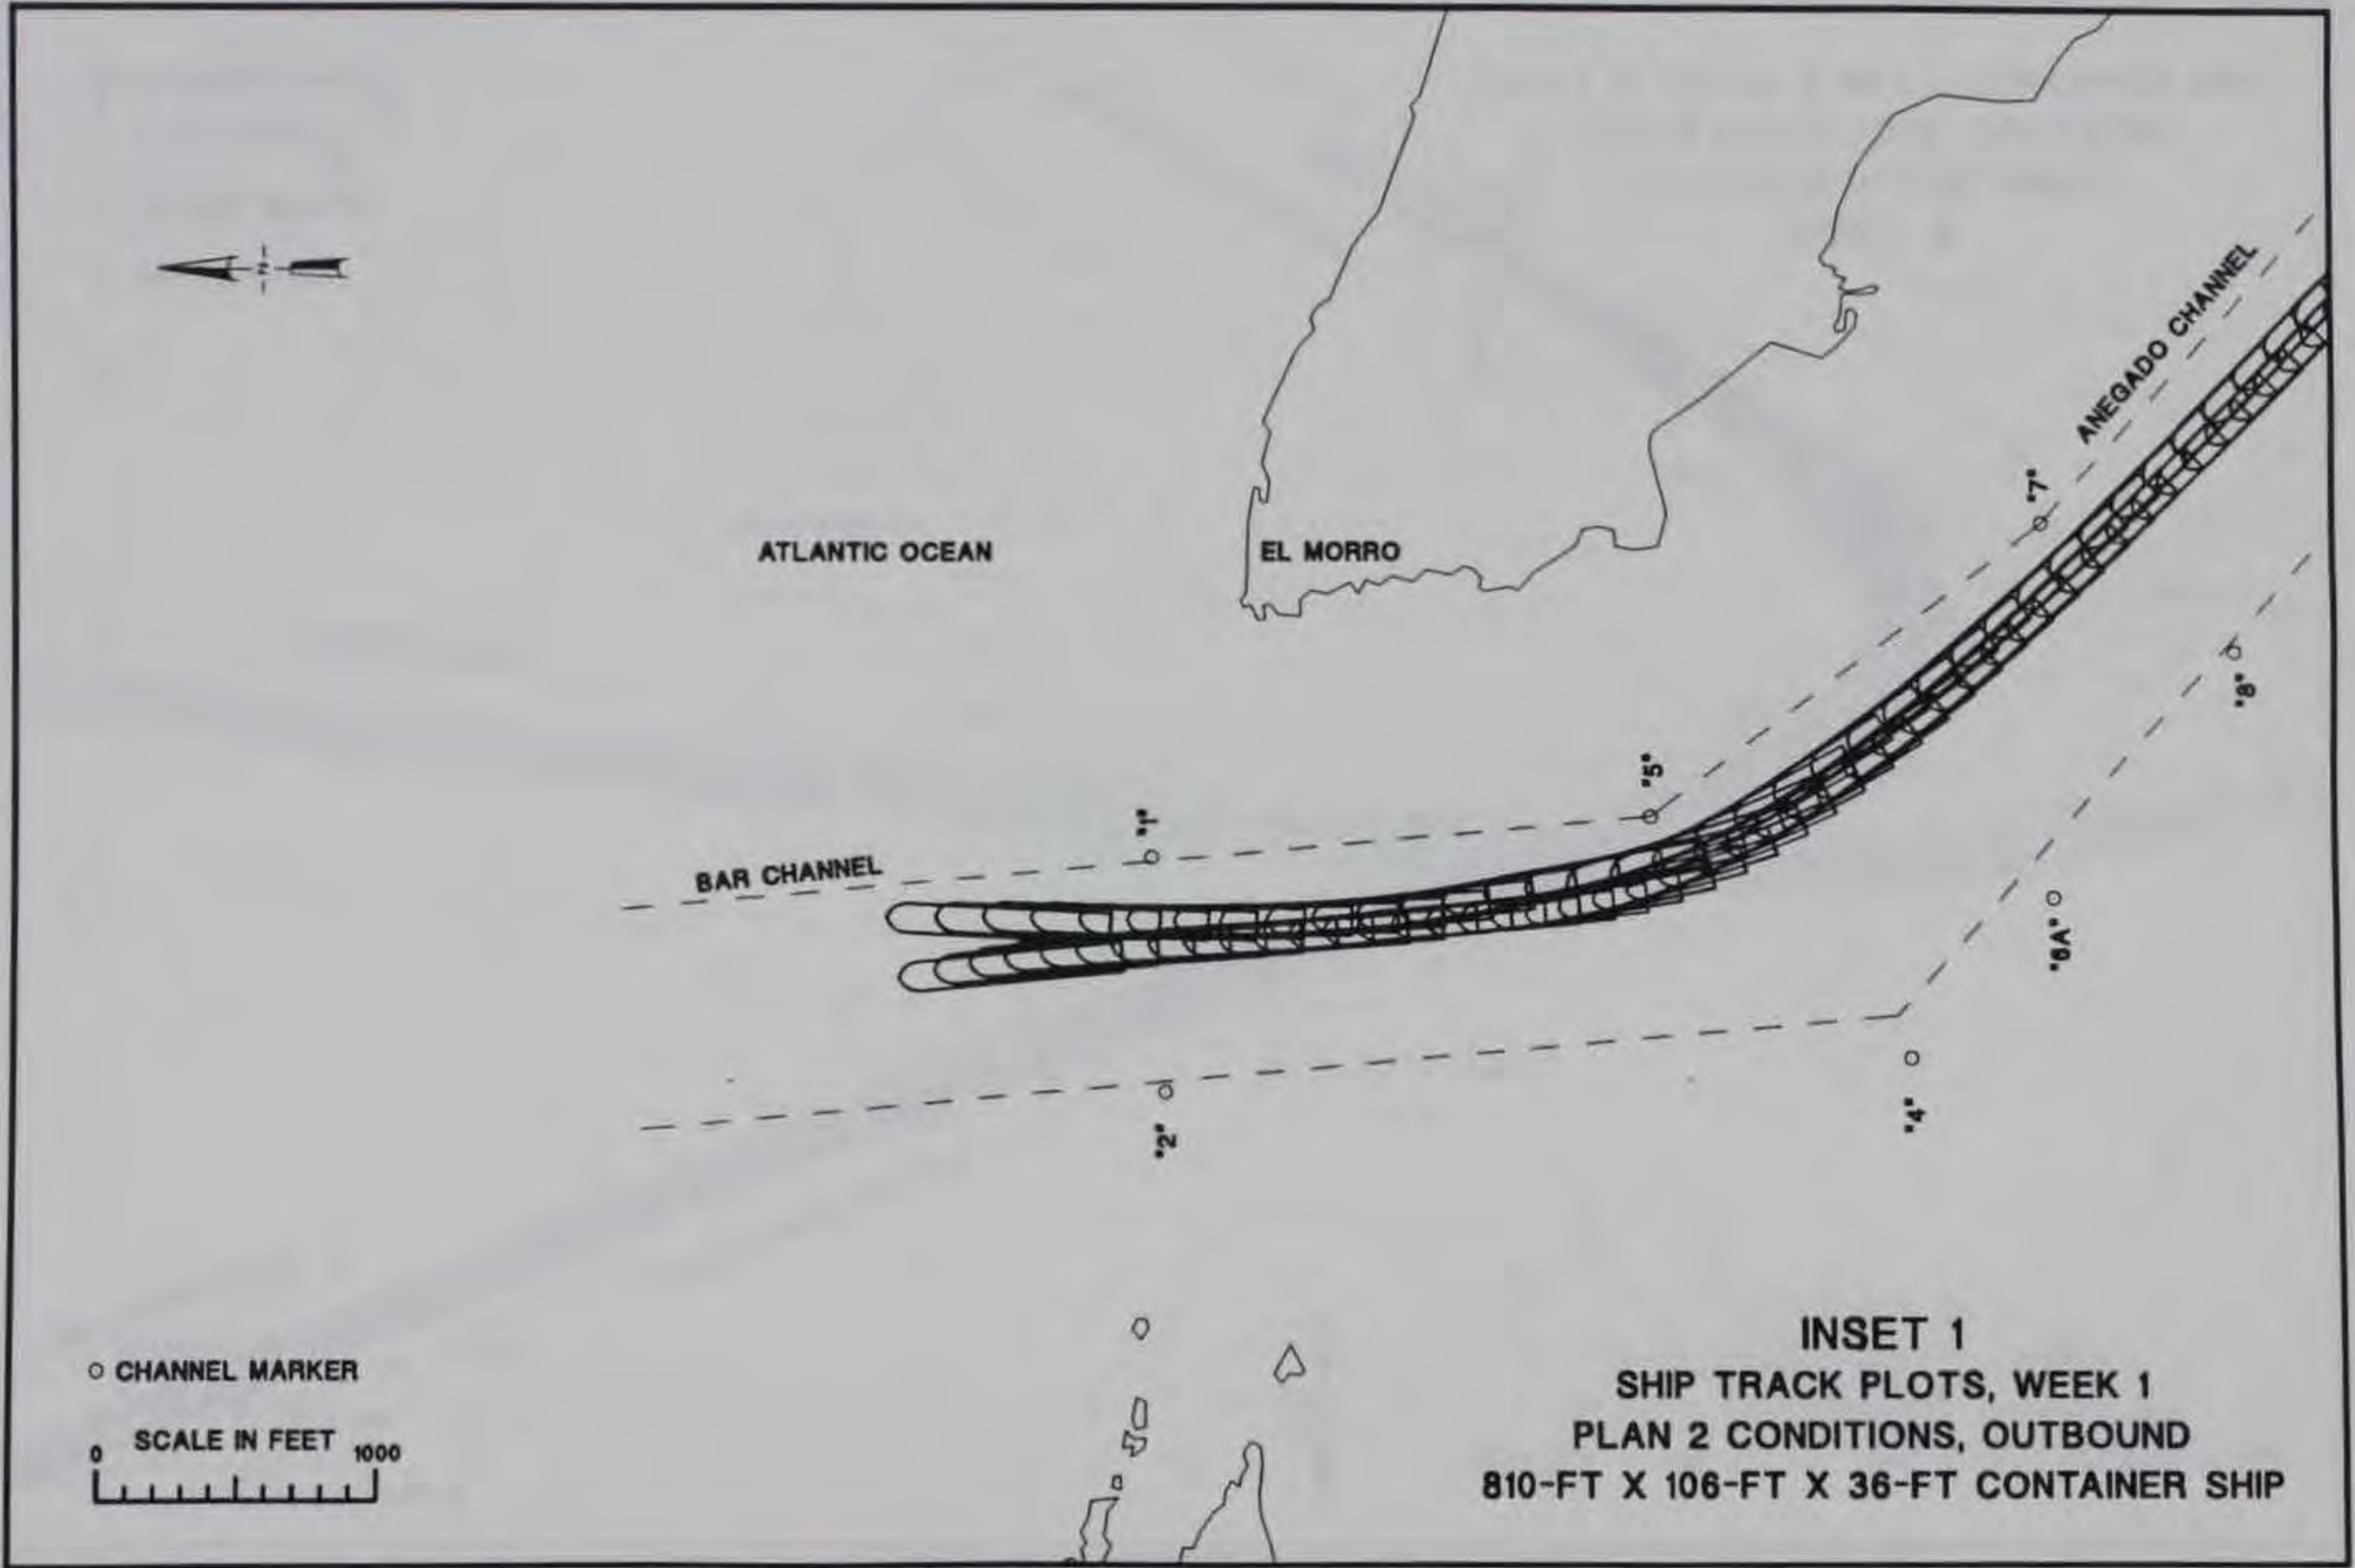 N
ANEGADO CHANNEL
"7"
ATLANTIC OCEAN
EL MORRO
"8"
"5"
"1"
BAR CHANNEL
"6A"
"4"
"2"
INSET 1
SHIP TRACK PLOTS, WEEK 1
PLAN 2 CONDITIONS, OUTBOUND
810-FT X 106-FT X 36-FT CONTAINER SHIP
CHANNEL MARKER
SCALE IN FEET
0 1000